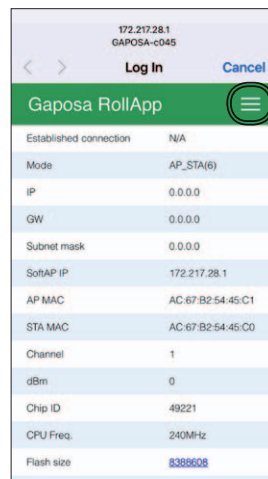 172.217.28.1
GAPOSA-c045
Log In Cancel
Gaposa RollApp
Established connection N/A
Mode AP_STA(6)
IP 0.0.0.0
GW 0.0.0.0
Subnet mask 0.0.0.0
SoftAP IP 172.217.28.1
AP MAC AC:67:B2:54:45:C1
STA MAC AC:67:B2:54:45:C0
Channel 1
dBm 0
Chip ID 49221
CPU Freq. 240MHz
Flash size 8388608